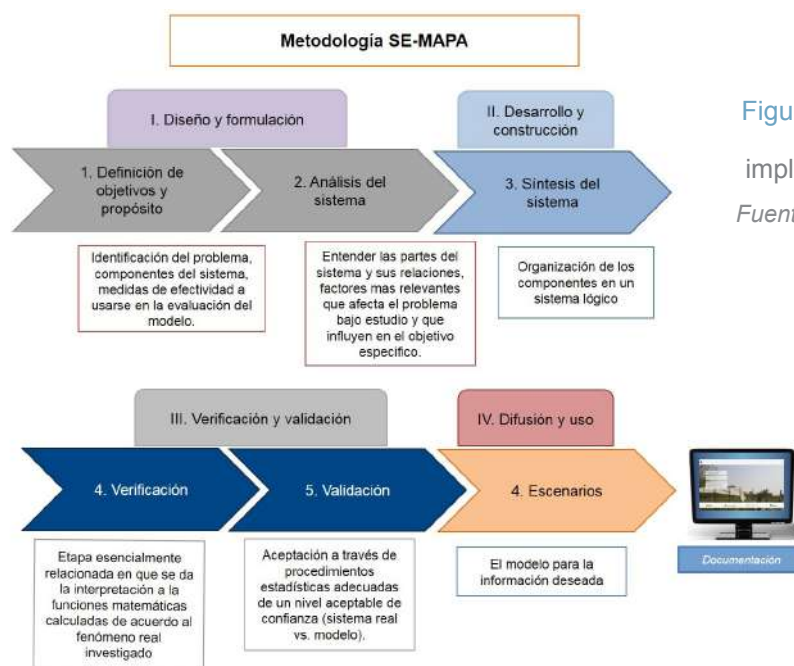 Metodología SE-MAPA
I. Diseño y formulación
II. Desarrollo y
construcción
1. Definición de
objetivos y
propósito
2. Análisis del
sistema
3. Síntesis del
sistema
Identificación del problema,
componentes del sistema,
medidas de efectividad a
usarse en la evaluación del
modelo.
Entender las partes del
sistema y sus relaciones,
factores mas relevantes
que afecta el problema
bajo estudio y que
influyen en el objetivo
especifico.
Organización de los
componentes en un
sistema lógico
Figu
impl
Fuent
III. Verificación y validación
IV. Difusión y uso
4. Verificación
5. Validación
4. Escenarios
Etapa esencialmente
relacionada en que se da
la interpretación a la
funciones matemáticas
calculadas de acuerdo al
fenómeno real
investigado
Aceptación a través de
procedimientos
estadísticas adecuadas
de un nivel aceptable de
confianza (sistema real
vs. modelo).
El modelo para la
información deseada
Documentación